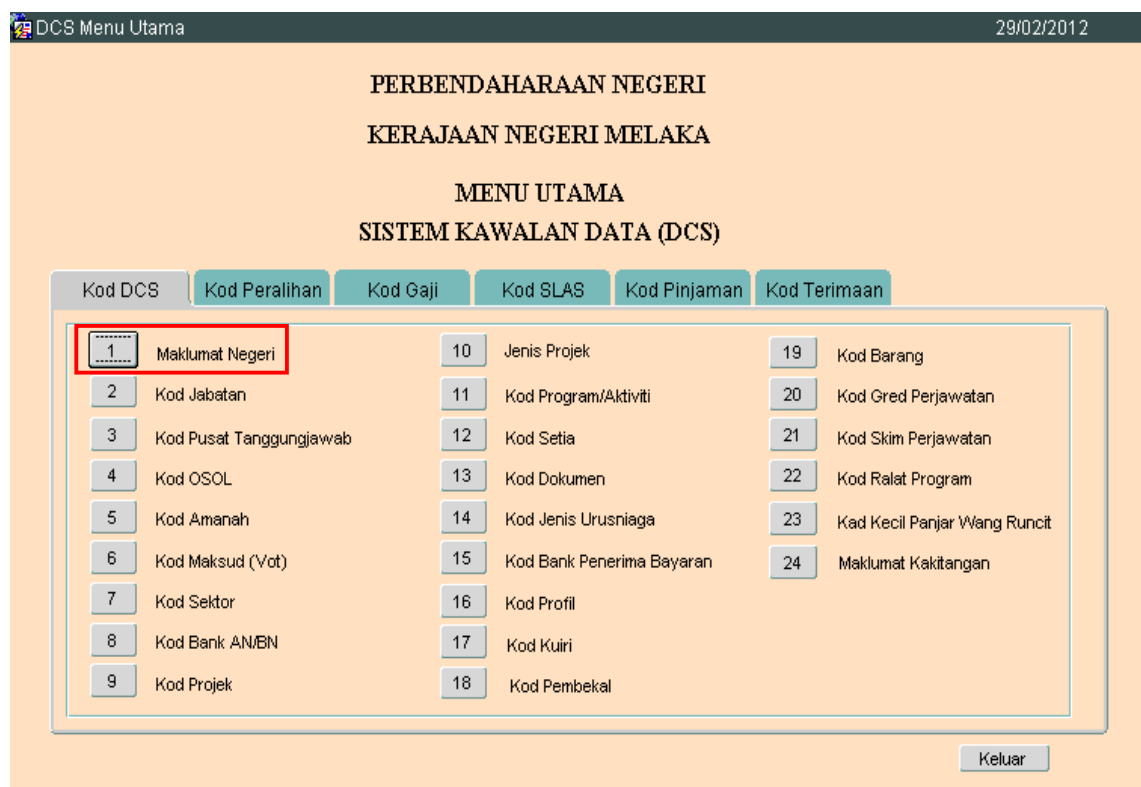 DCS Menu Utama 29/02/2012
PERBENDAHARAAN NEGERI
KERAJAAN NEGERI MELAKA
MENU UTAMA
SISTEM KAWALAN DATA (DCS)
Kod DCS Kod Peralihan Kod Gaji Kod SLAS Kod Pinjaman Kod Terimaan
1 Maklumat Negeri
2 Kod Jabatan
3 Kod Pusat Tanggungjawab
4 Kod OSOL
5 Kod Amanah
6 Kod Maksud (Vot)
7 Kod Sektor
8 Kod Bank AN/BN
9 Kod Projek
10 Jenis Projek
11 Kod Program/Aktiviti
12 Kod Setia
13 Kod Dokumen
14 Kod Jenis Urusniaga
15 Kod Bank Penerima Bayaran
16 Kod Profil
17 Kod Kuiri
18 Kod Pembekal
19 Kod Barang
20 Kod Gred Perjawatan
21 Kod Skim Perjawatan
22 Kod Ralat Program
23 Kad Kecil Panjar Wang Runcit
24 Maklumat Kakitangan
Keluar